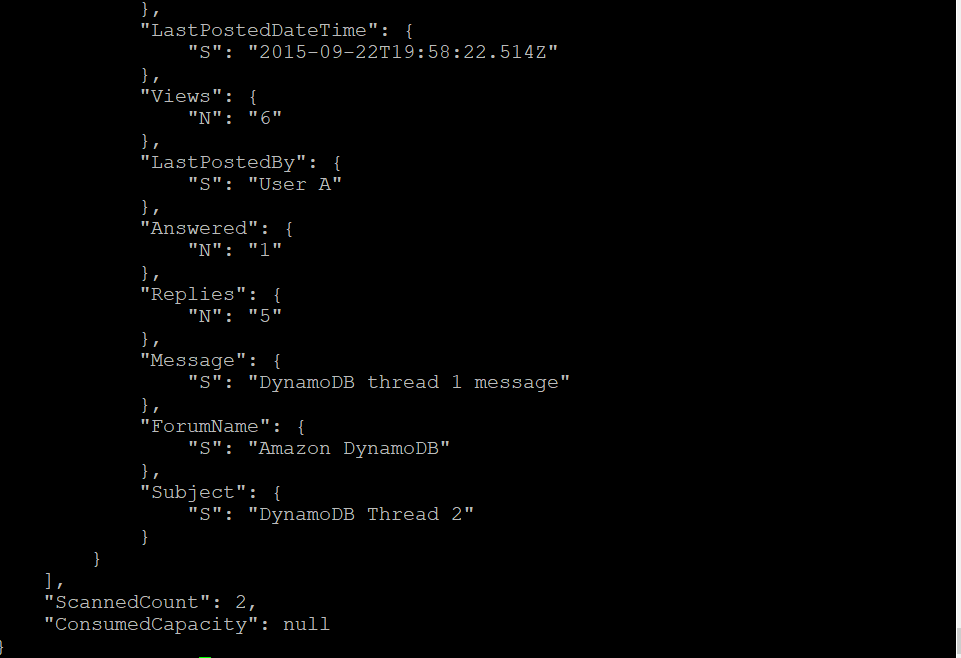 },
        "LastPostedDateTime": {
            "S": "2015-09-22T19:58:22.514Z"
        },
        "Views": {
            "N": "6"
        },
        "LastPostedBy": {
            "S": "User A"
        },
        "Answered": {
            "N": "1"
        },
        "Replies": {
            "N": "5"
        },
        "Message": {
            "S": "DynamoDB thread 1 message"
        },
        "ForumName": {
            "S": "Amazon DynamoDB"
        },
        "Subject": {
            "S": "DynamoDB Thread 2"
        }
    }
],
"ScannedCount": 2,
"ConsumedCapacity": null
}